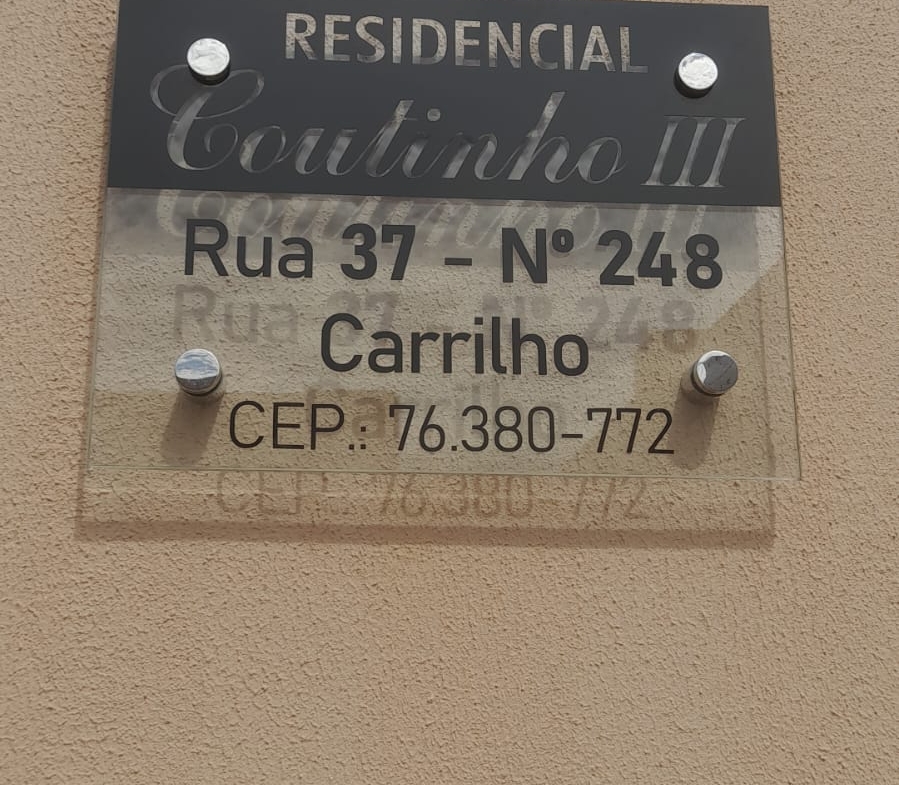 RESIDENCIAL
Coutinho III
Rua 37 - Nº 248
Carrilho
CEP.: 76.380-772